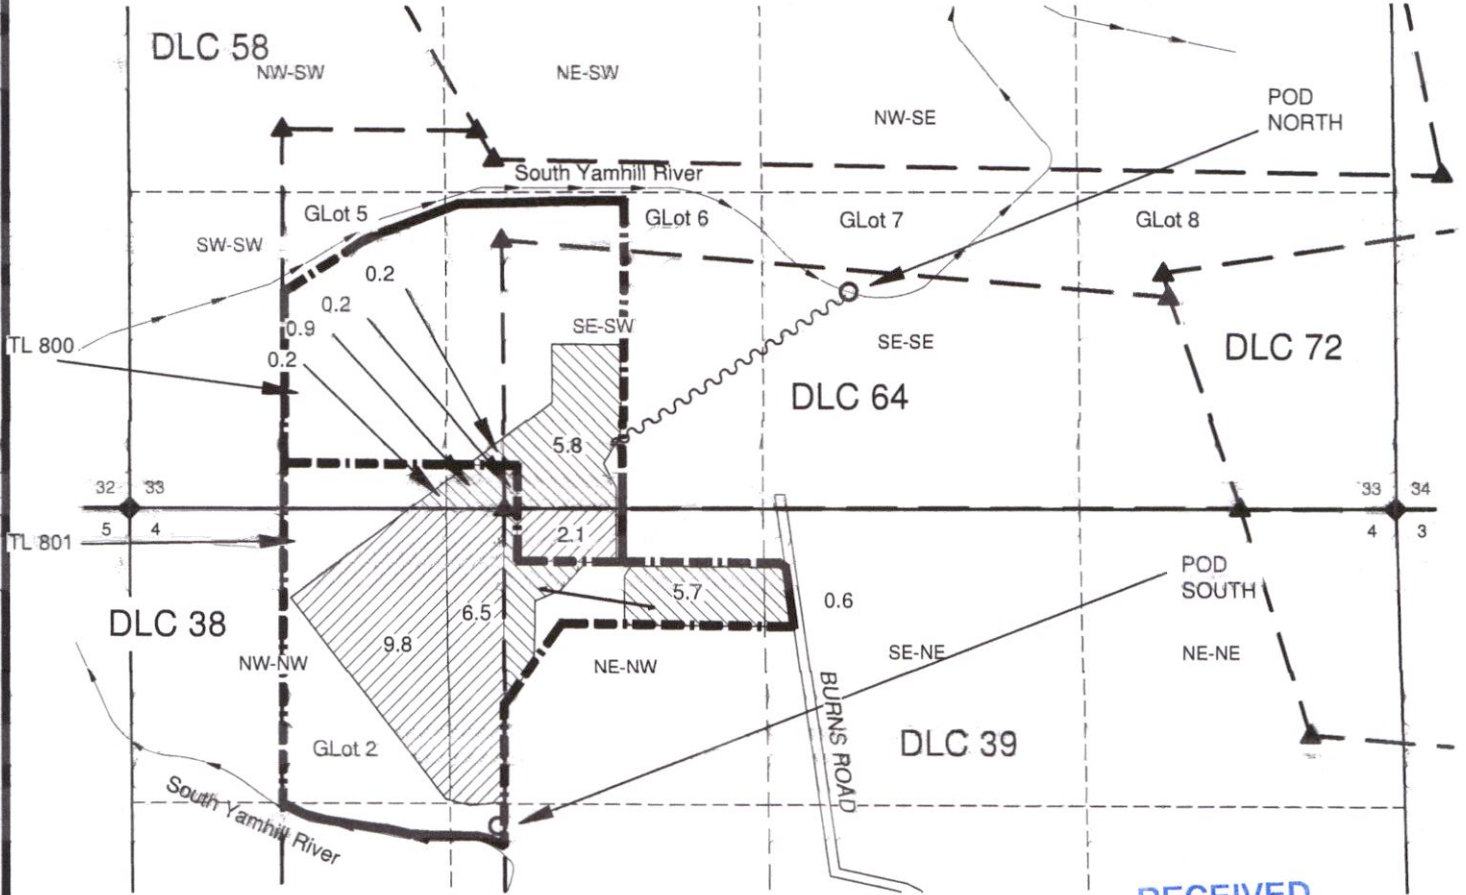 DLC 58
NW-SW
NE-SW
NW-SE
POD
NORTH
South Yamhill River
GLot 5
GLot 6
GLot 7
GLot 8
SW-SW
0.2
0.2
0.9
0.2
SE-SW
TL 800
SE-SE
DLC 72
DLC 64
5.8
32 33
33 34
5 4
4 3
TL 801
2.1
POD
SOUTH
5.7
0.6
DLC 38
6.5
9.8
NW-NW
NE-NW
SE-NE
NE-NE
BURNS ROAD
GLot 2
DLC 39
South Yamhill River
RECEIVED